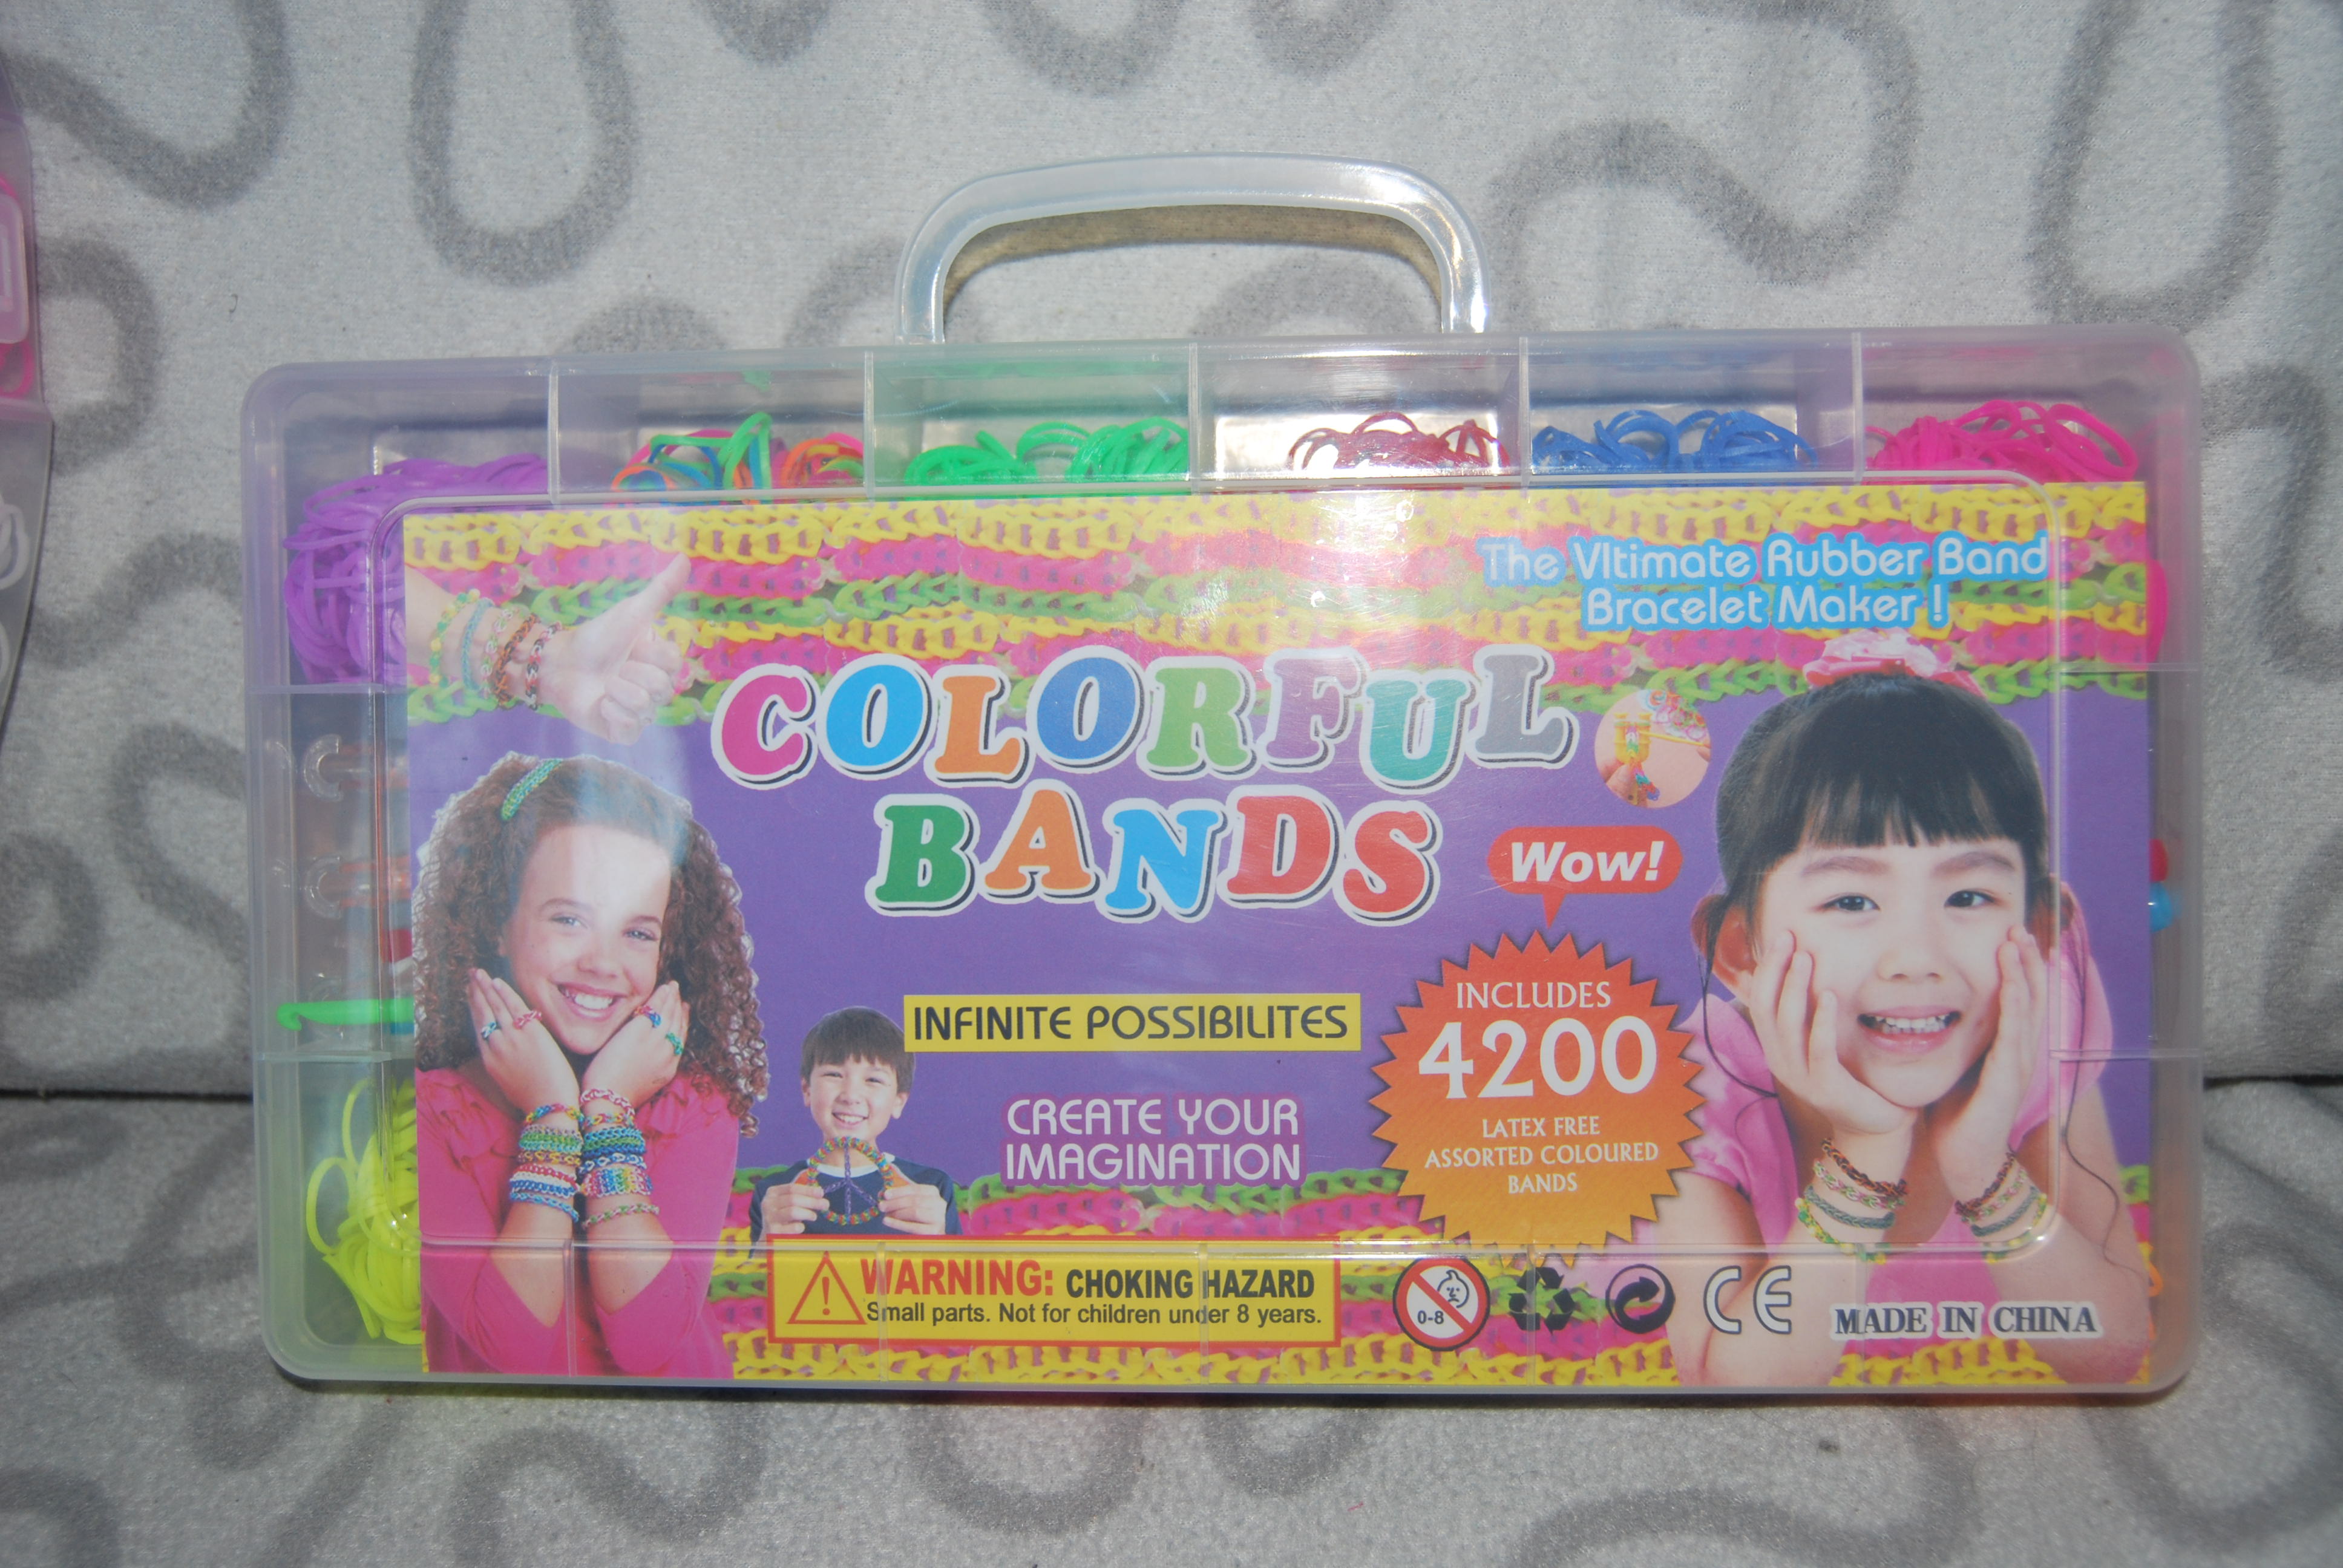 The Vltimate Rubber Band
Bracelet Maker!
COLORFUL
BANDS
Wow!
INFINITE POSSIBILITES
INCLUDES
4200
LATEX FREE
ASSORTED COLOURED
BANDS
CREATE YOUR
IMAGINATION
WARNING: CHOKING HAZARD
Small parts. Not for children under 8 years.
0-8
CE
MADE IN CHINA